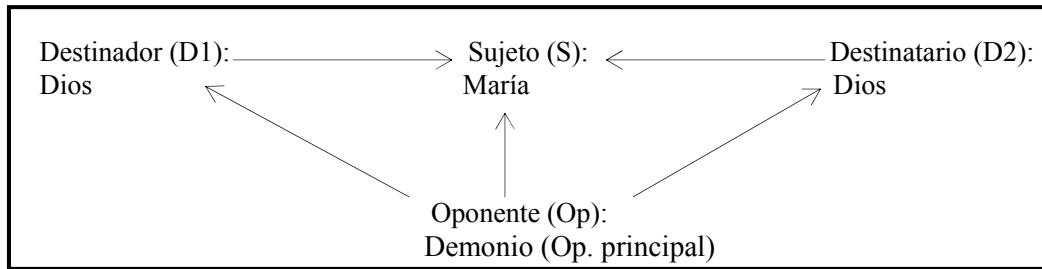 Destinador (D1):
Dios
Sujeto (S):
María
Destinatario (D2):
Dios
Oponente (Op):
Demonio (Op. principal)